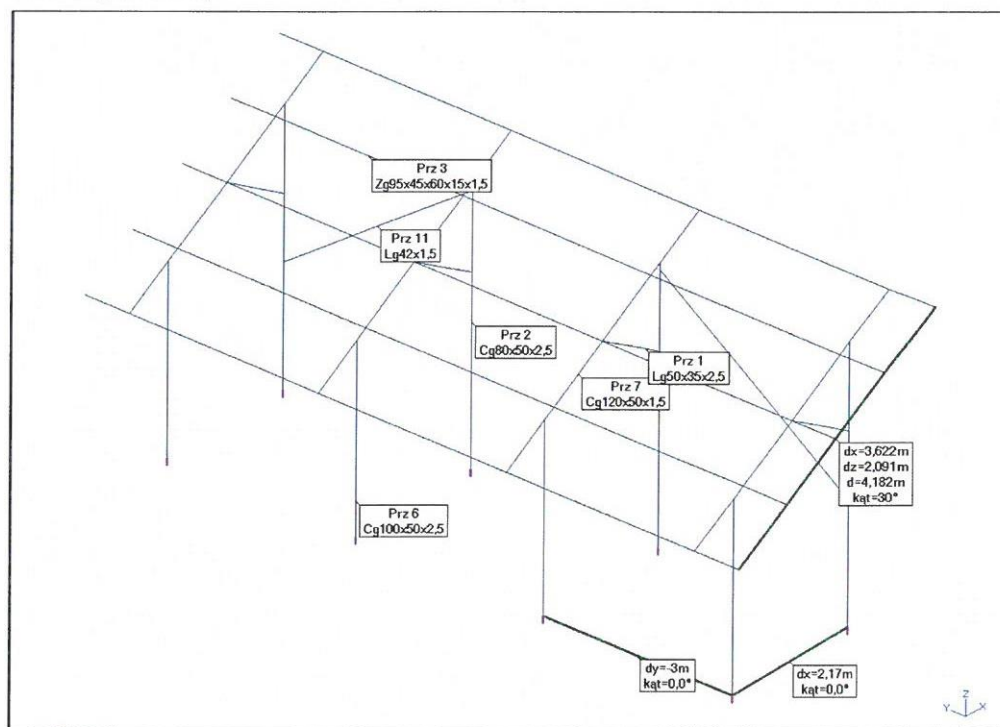 Prz 3
Zg95x45x60x15x1,5
Prz 11
Lg42x1,5
Prz 2
Cg80x50x2,5
Prz 1
Lg50x35x2,5
Prz 7
Cg120x50x1,5
dx=3,622m
dz=2,091m
d=4,182m
kąt=30°
Prz 6
Cg100x50x2,5
dy=-3m
kąt=0,0°
dx=2,17m
kąt=0,0°
Z
Y X